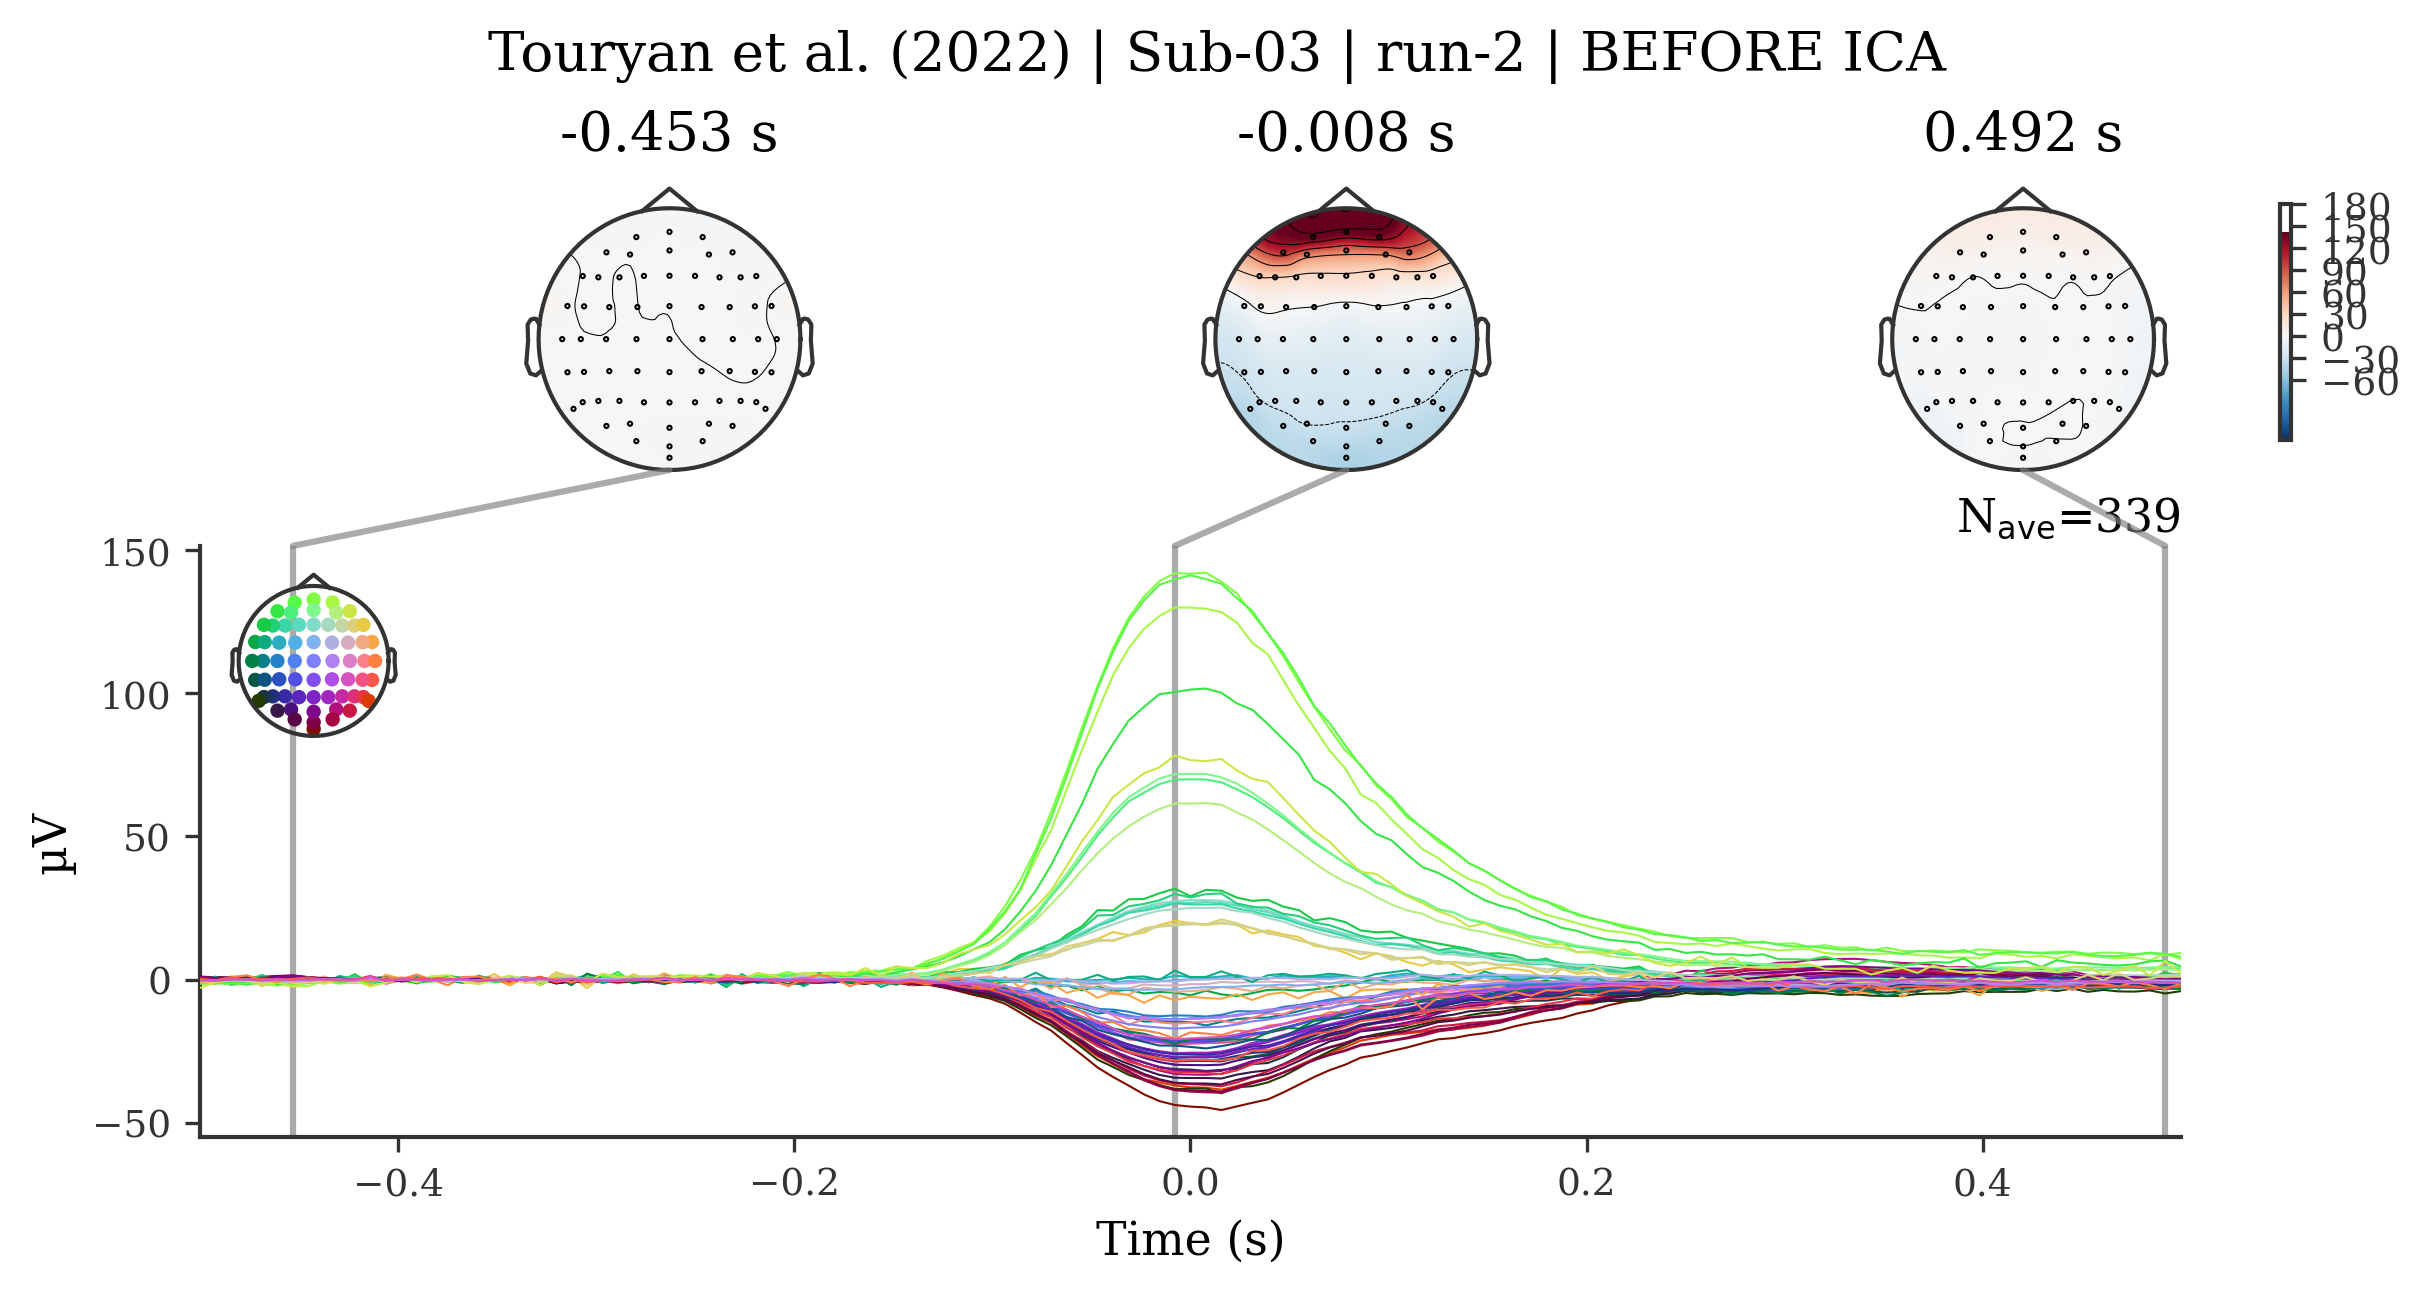 Touryan et al. (2022) | Sub-03 | run-2 | BEFORE ICA
-0.453 s
-0.008 s
0.492 s
180
150
120
90
60
30
0
−30
−60
Nave=339
150
100
50
0
−50
µV
−0.4
−0.2
0.0
0.2
0.4
Time (s)